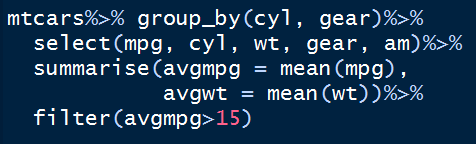 mtcars%>% group_by(cyl, gear)%>%
  select(mpg, cyl, wt, gear, am)%>%
  summarise(avgmpg = mean(mpg),
            avgwt = mean(wt))%>%
  filter(avgmpg>15)